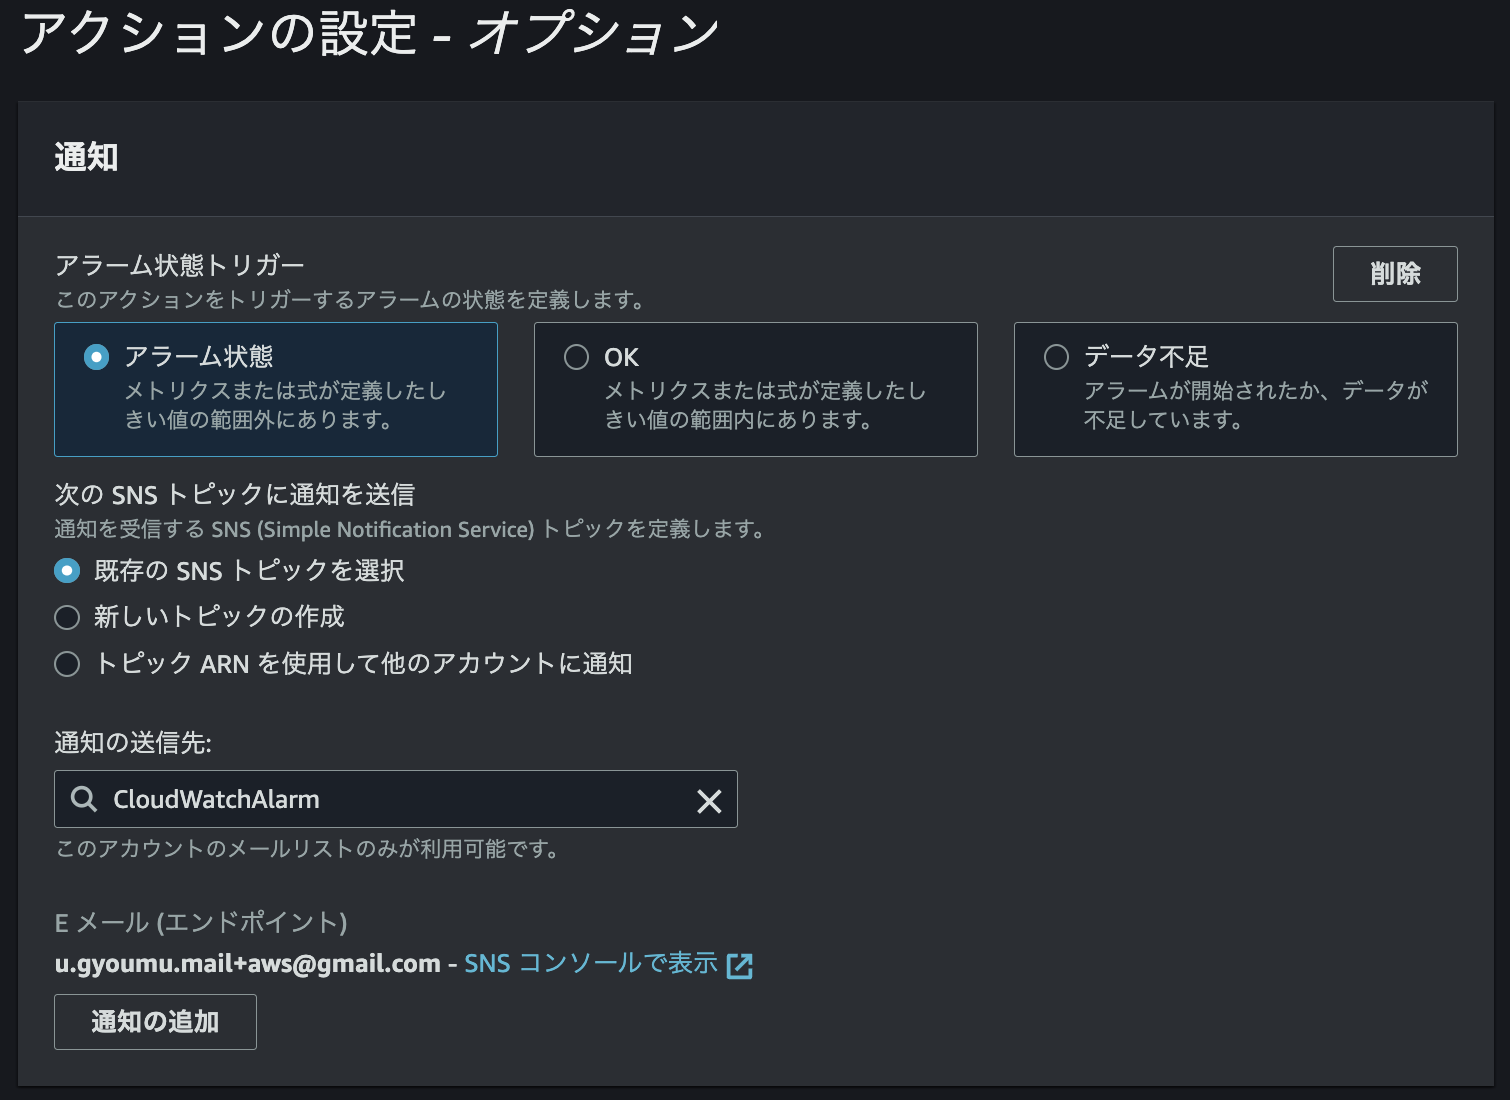 アクションの設定 - オプション
通知
アラーム状態トリガー
このアクションをトリガーするアラームの状態を定義します。
削除
アラーム状態
メトリクスまたは式が定義したし
きい値の範囲外にあります。
OK
メトリクスまたは式が定義したし
きい値の範囲内にあります。
データ不足
アラームが開始されたか、データが
不足しています。
次の SNS トピックに通知を送信
通知を受信する SNS (Simple Notification Service) トピックを定義します。
既存の SNS トピックを選択
新しいトピックの作成
トピック ARN を使用して他のアカウントに通知
通知の送信先:
CloudWatchAlarm
このアカウントのメールリストのみが利用可能です。
E メール (エンドポイント)
u.gyoumu.mail+aws@gmail.com - SNS コンソールで表示
通知の追加